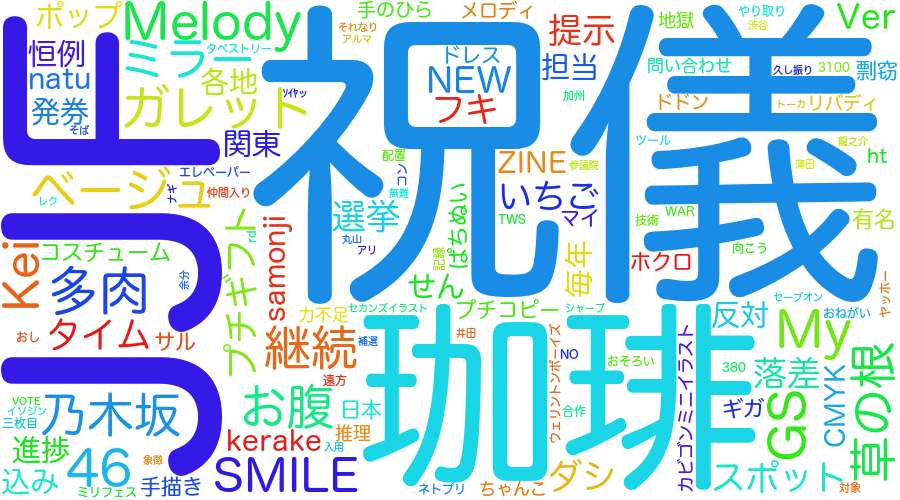 祝儀
珈琲
ポップ
Melody
手のひら
メロディ
それなり
アルマ
恒例
ミラー
タペストリー
提示
地獄
やり取り
渋谷
Ver
natu
各地
ドレス
NEW
担当
問い合わせ
久し振り
3100
剽窃
発券
ガレット
ソイヤッ
フキ
加州
ドドン
トーカ
リバディ
そば
関東
配置
コン
ZINE
参議院
ツール
龍之介
エレペーパー
ht
ベージュ
レク
ナギ
仲間入り
無難
いちご
蒲田
選挙
TWS
マイ
技術
WAR
有名
丸山
アリ
記録
ぱちぬい
毎年
向こう
Kei
コスチューム
rd
samonji
プチギフト
せん
ホクロ
ヤッホー
多肉
余分
セーブオン
力不足
セカンズイラスト
プチコピー
シャープ
反対
おねがい
My
おし
タイム
サル
継続
補選
井田
ウェリントンボーイズ
NO
おそろい
カビゴンミニイラスト
380
落差
草の根
遠方
VOTE
イソジン
三枚目
乃木坂
お腹
日本
合作
ギガ
GS
CMYK
進捗
kerake
推理
入用
込み
46
象徴
SMILE
ダシ
スポット
ミリフェス
手描き
ネトプリ
ちゃんこ
対象